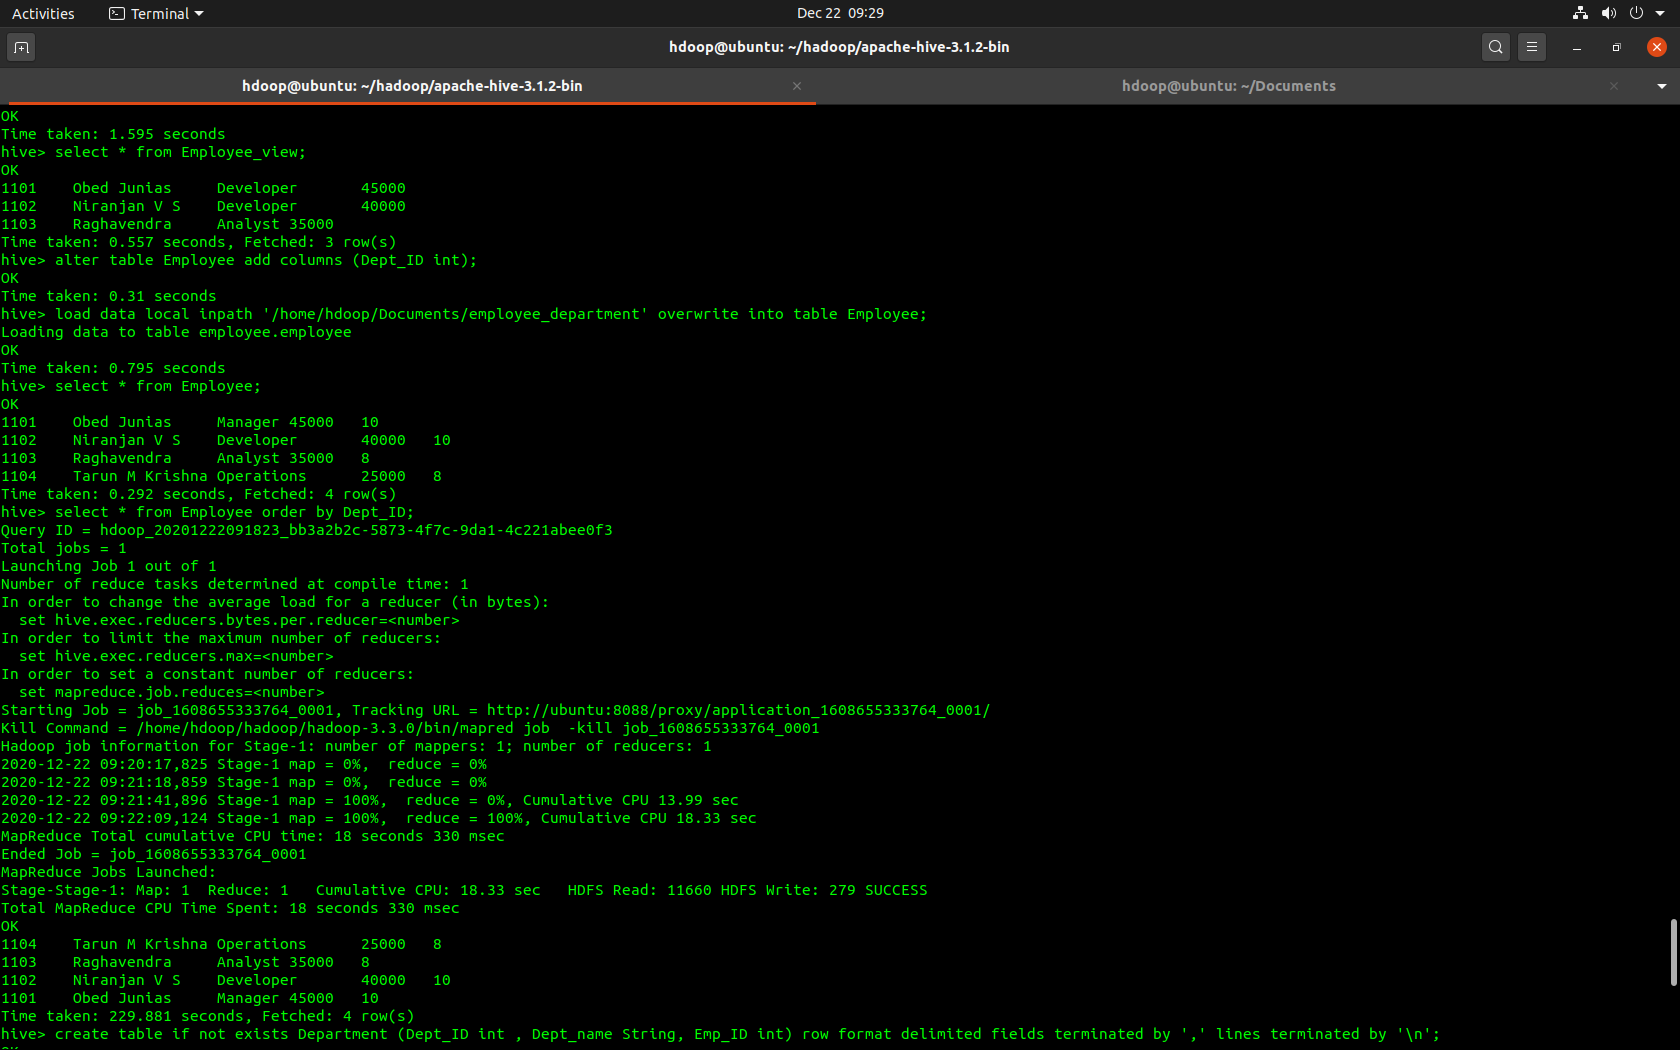 Activities
Terminal
Dec 22 09:29
hdoop@ubuntu: ~/hadoop/apache-hive-3.1.2-bin
hdoop@ubuntu: ~/hadoop/apache-hive-3.1.2-bin
hdoop@ubuntu: ~/Documents
OK
Time taken: 1.595 seconds
hive> select * from Employee_view;
OK
1101    Obed Junias     Developer       45000
1102    Niranjan V S    Developer       40000
1103    Raghavendra     Analyst 35000
Time taken: 0.557 seconds, Fetched: 3 row(s)
hive> alter table Employee add columns (Dept_ID int);
OK
Time taken: 0.31 seconds
hive> load data local inpath '/home/hdoop/Documents/employee_department' overwrite into table Employee;
Loading data to table employee.employee
OK
Time taken: 0.795 seconds
hive> select * from Employee;
OK
1101    Obed Junias     Manager 45000   10
1102    Niranjan V S    Developer       40000   10
1103    Raghavendra     Analyst 35000   8
1104    Tarun M Krishna Operations      25000   8
Time taken: 0.292 seconds, Fetched: 4 row(s)
hive> select * from Employee order by Dept_ID;
Query ID = hdoop_20201222091823_bb3a2b2c-5873-4f7c-9da1-4c221abee0f3
Total jobs = 1
Launching Job 1 out of 1
Number of reduce tasks determined at compile time: 1
In order to change the average load for a reducer (in bytes):
  set hive.exec.reducers.bytes.per.reducer=<number>
In order to limit the maximum number of reducers:
  set hive.exec.reducers.max=<number>
In order to set a constant number of reducers:
  set mapreduce.job.reduces=<number>
Starting Job = job_1608655333764_0001, Tracking URL = http://ubuntu:8088/proxy/application_1608655333764_0001/
Kill Command = /home/hdoop/hadoop/hadoop-3.3.0/bin/mapred job  -kill job_1608655333764_0001
Hadoop job information for Stage-1: number of mappers: 1; number of reducers: 1
2020-12-22 09:20:17,825 Stage-1 map = 0%,  reduce = 0%
2020-12-22 09:21:18,859 Stage-1 map = 0%,  reduce = 0%
2020-12-22 09:21:41,896 Stage-1 map = 100%,  reduce = 0%, Cumulative CPU 13.99 sec
2020-12-22 09:22:09,124 Stage-1 map = 100%,  reduce = 100%, Cumulative CPU 18.33 sec
MapReduce Total cumulative CPU time: 18 seconds 330 msec
Ended Job = job_1608655333764_0001
MapReduce Jobs Launched:
Stage-Stage-1: Map: 1  Reduce: 1   Cumulative CPU: 18.33 sec   HDFS Read: 11660 HDFS Write: 279 SUCCESS
Total MapReduce CPU Time Spent: 18 seconds 330 msec
OK
1104    Tarun M Krishna Operations      25000   8
1103    Raghavendra     Analyst 35000   8
1102    Niranjan V S    Developer       40000   10
1101    Obed Junias     Manager 45000   10
Time taken: 229.881 seconds, Fetched: 4 row(s)
hive> create table if not exists Department (Dept_ID int , Dept_name String, Emp_ID int) row format delimited fields terminated by ',' lines terminated by '\n';
OK